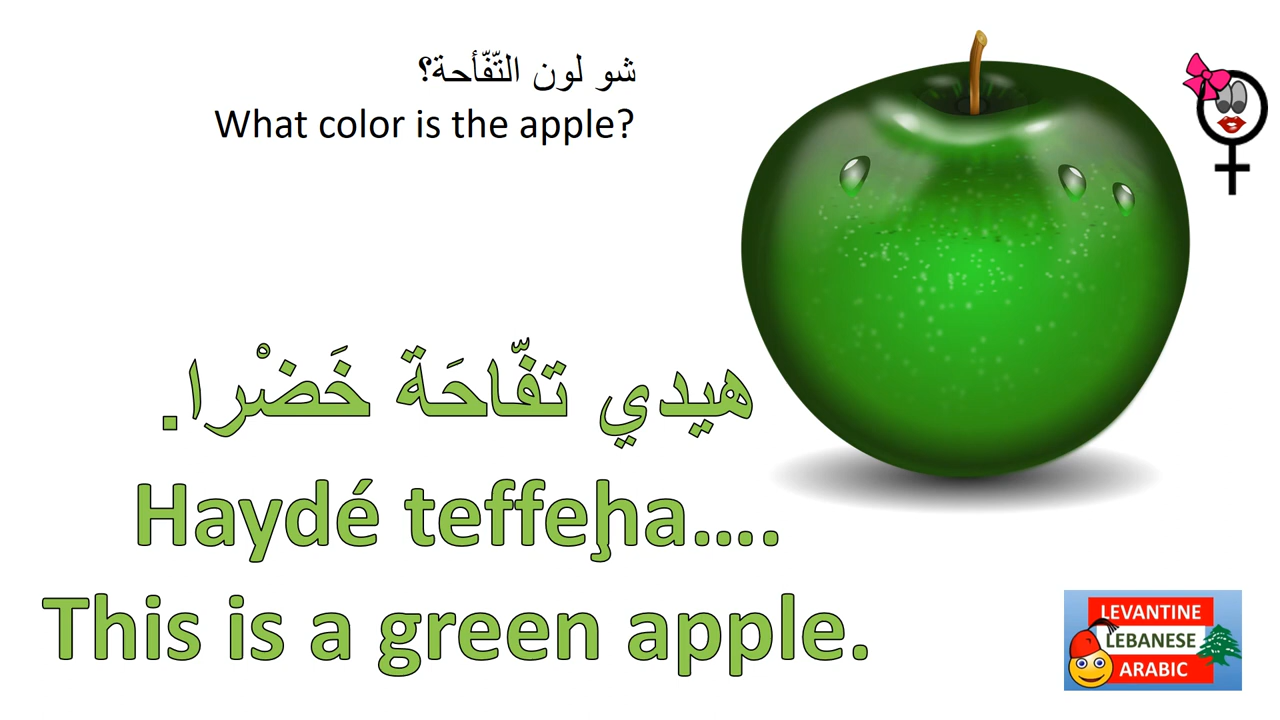 شو لون التّفّأحة؟
What color is the apple?
هيدي تفّاحَة خَضْرا.
Haydé teffeḩa....
This is a green apple.
LEVANTINE
LEBANESE
ARABIC